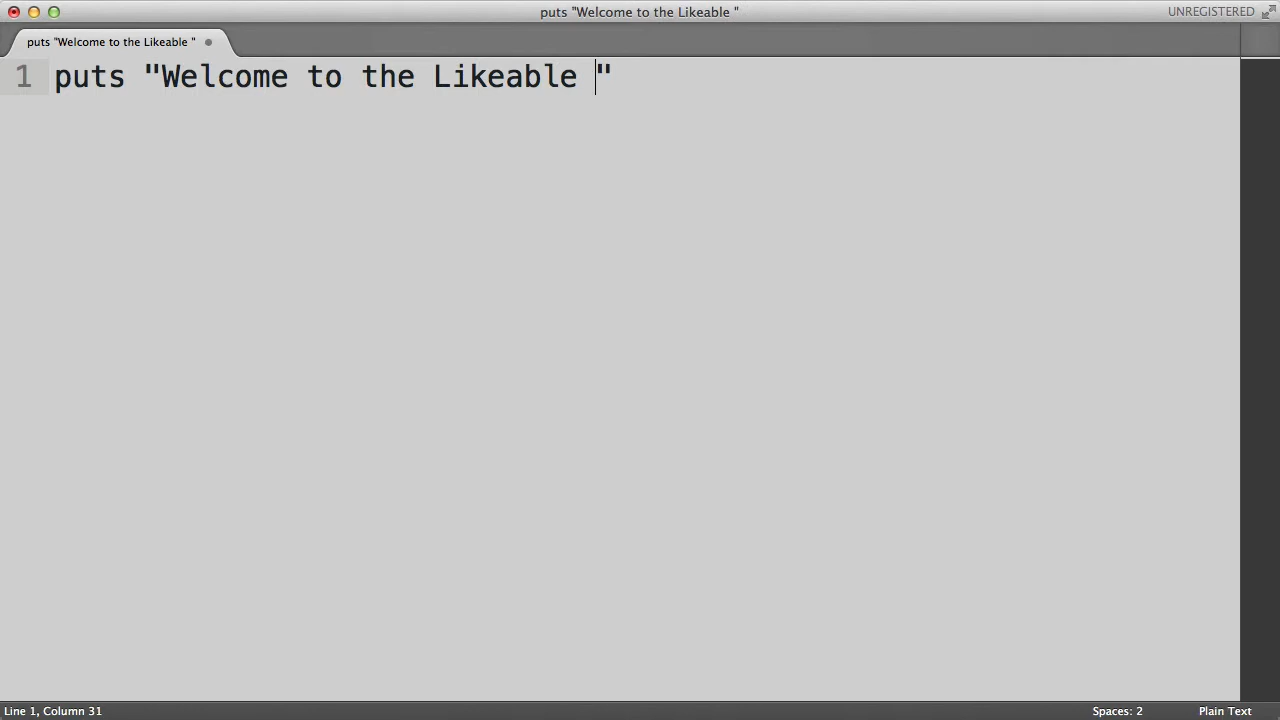 puts "Welcome to the Likeable "
UNREGISTERED
puts "Welcome to the Likeable "
1 puts "Welcome to the Likeable "
Line 1, Column 31
Spaces: 2
Plain Text